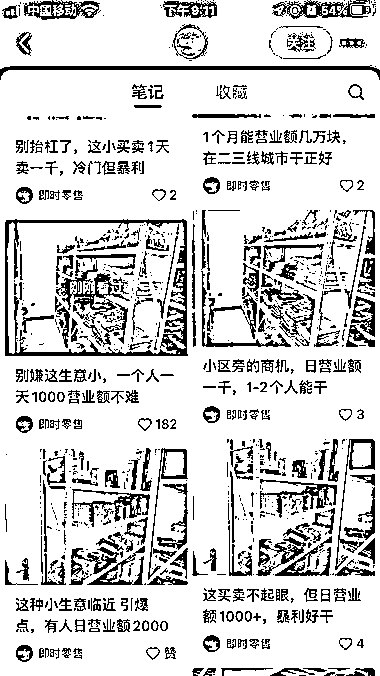 中国移动
下午9:11
54%
关注
笔记
收藏
别抬杠了，这小买卖1天
卖一千，冷门但暴利
即时零售
2
1个月能营业额几万块，
在二三线城市干正好
即时零售
2
刚刚看过
别嫌这生意小，一个人一
天1000营业额不难
即时零售
182
小区旁的商机，日营业额
一千，1-2个人能干
即时零售
3
这种小生意临近 引爆
点，有人日营业额2000
即时零售
赞
这买卖不起眼，但日营业
额1000+，暴利好干
即时零售
4